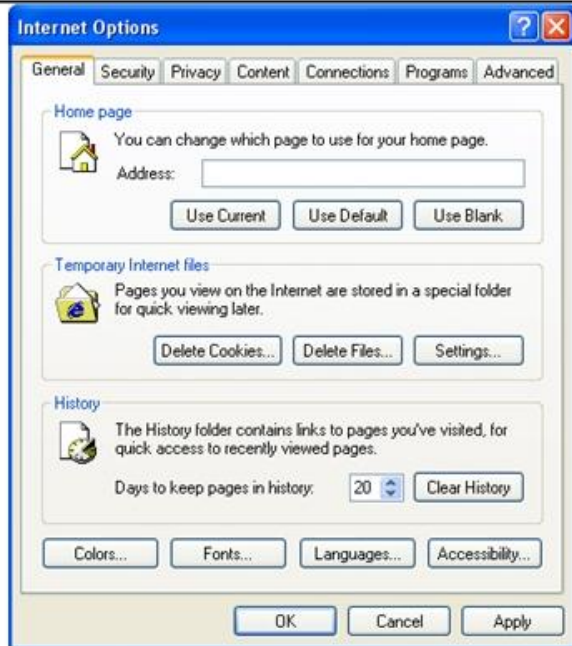 Internet Options
General Security Privacy Content Connections Programs Advanced
Home page
You can change which page to use for your home page.
Address:
Use Current Use Default Use Blank
Temporary Internet files
Pages you view on the Internet are stored in a special folder
for quick viewing later.
Delete Cookies... Delete Files... Settings...
History
The History folder contains links to pages you've visited, for
quick access to recently viewed pages.
Days to keep pages in history: 20 Clear History
Colors... Fonts... Languages... Accessibility...
OK Cancel Apply